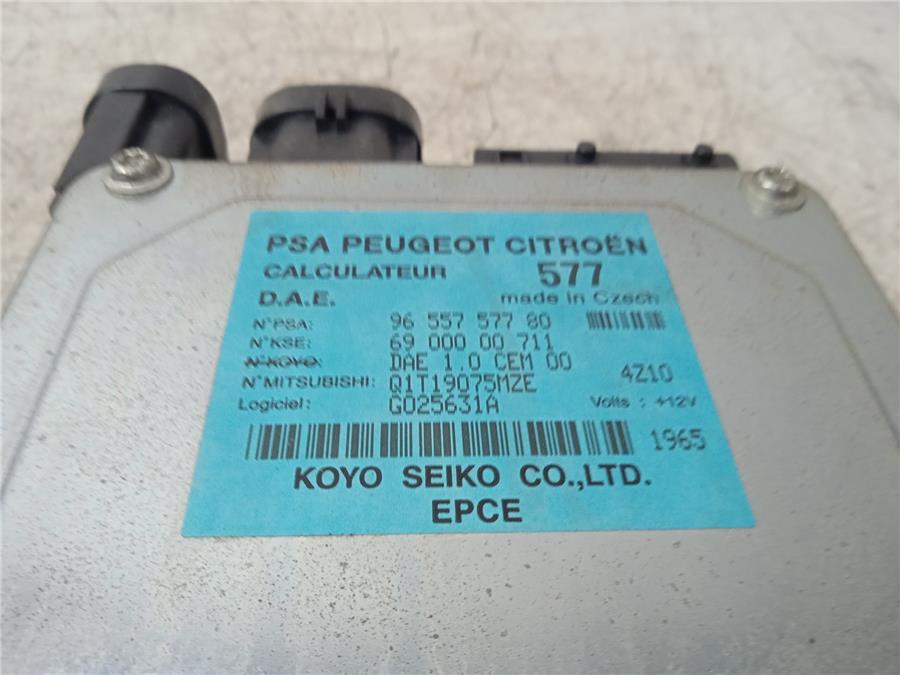 PSA PEUGEOT CITROËN
CALCULATEUR 577
D.A.E. made in Czech
N°PSA: 96 557 577 80
N°KSE: 69 000 00 711
N°KOYO: DAE 1.0 CEM 00
N°MITSUBISHI: Q1T19075MZE 4Z10
Logiciel: G025631A Volts : +12V
1965
KOYO SEIKO CO.,LTD.
EPCE